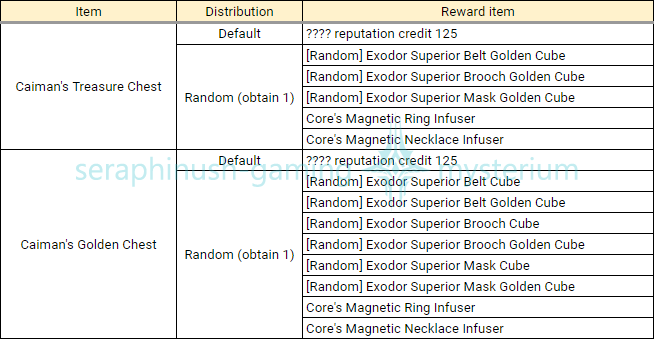 Item Distribution Reward item
Caiman's Treasure Chest
Default ???? reputation credit 125
Random (obtain 1)
[Random] Exodor Superior Belt Golden Cube
[Random] Exodor Superior Brooch Golden Cube
[Random] Exodor Superior Mask Golden Cube
Core's Magnetic Ring Infuser
Core's Magnetic Necklace Infuser
Caiman's Golden Chest
Default ???? reputation credit 125
Random (obtain 1)
[Random] Exodor Superior Belt Cube
[Random] Exodor Superior Belt Golden Cube
[Random] Exodor Superior Brooch Cube
[Random] Exodor Superior Brooch Golden Cube
[Random] Exodor Superior Mask Cube
[Random] Exodor Superior Mask Golden Cube
Core's Magnetic Ring Infuser
Core's Magnetic Necklace Infuser
seraphinush-gaming mysterium